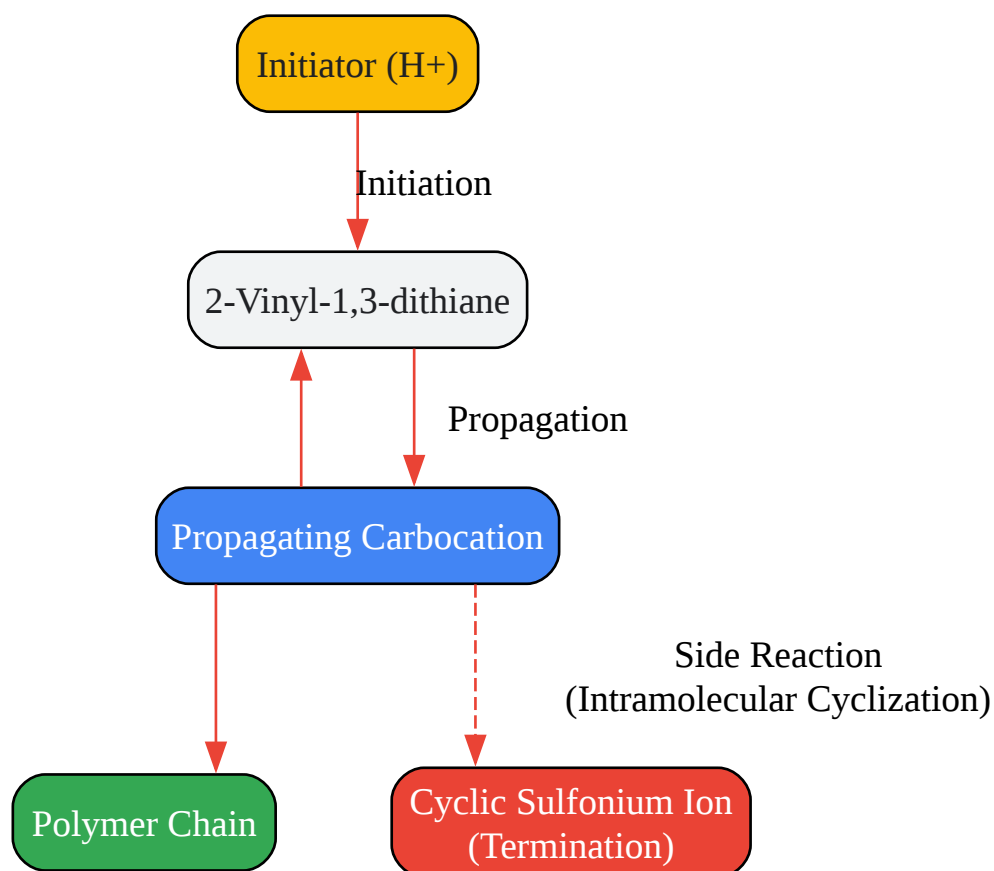 Initiator (H+)
Initiation
2-Vinyl-1,3-dithiane
Propagation
Propagating Carbocation
Side Reaction
(Intramolecular Cyclization)
Polymer Chain
Cyclic Sulfonium Ion
(Termination)